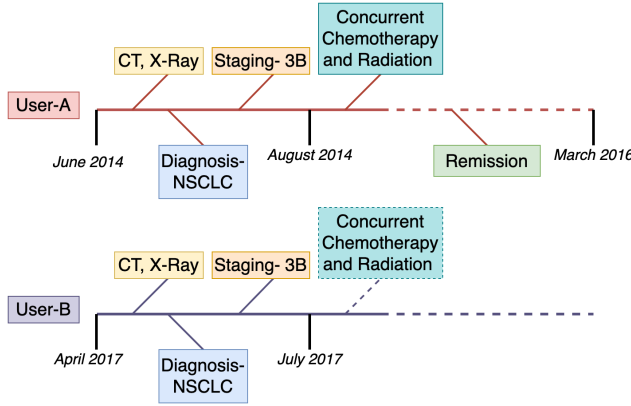 Concurrent
Chemotherapy
and Radiation
CT, X-Ray
Staging- 3B
User-A
June 2014
Diagnosis-
NSCLC
August 2014
Remission
March 2016
Concurrent
Chemotherapy
and Radiation
CT, X-Ray
Staging- 3B
User-B
April 2017
Diagnosis-
NSCLC
July 2017